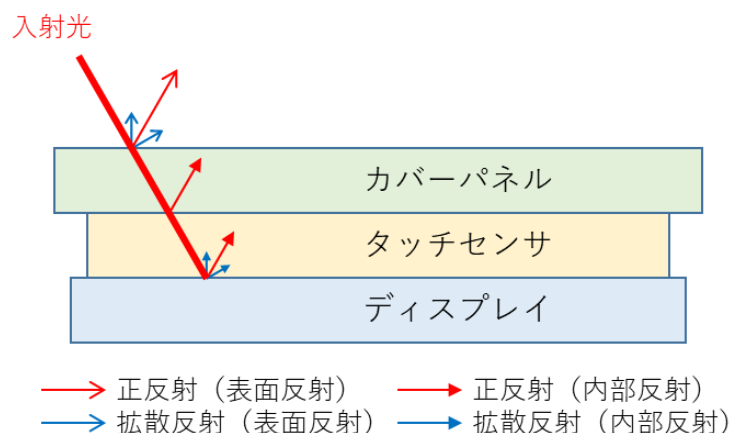 入射光
カバーパネル
タッチセンサ
ディスプレイ
正反射（表面反射） 正反射（内部反射）
拡散反射（表面反射） 拡散反射（内部反射）